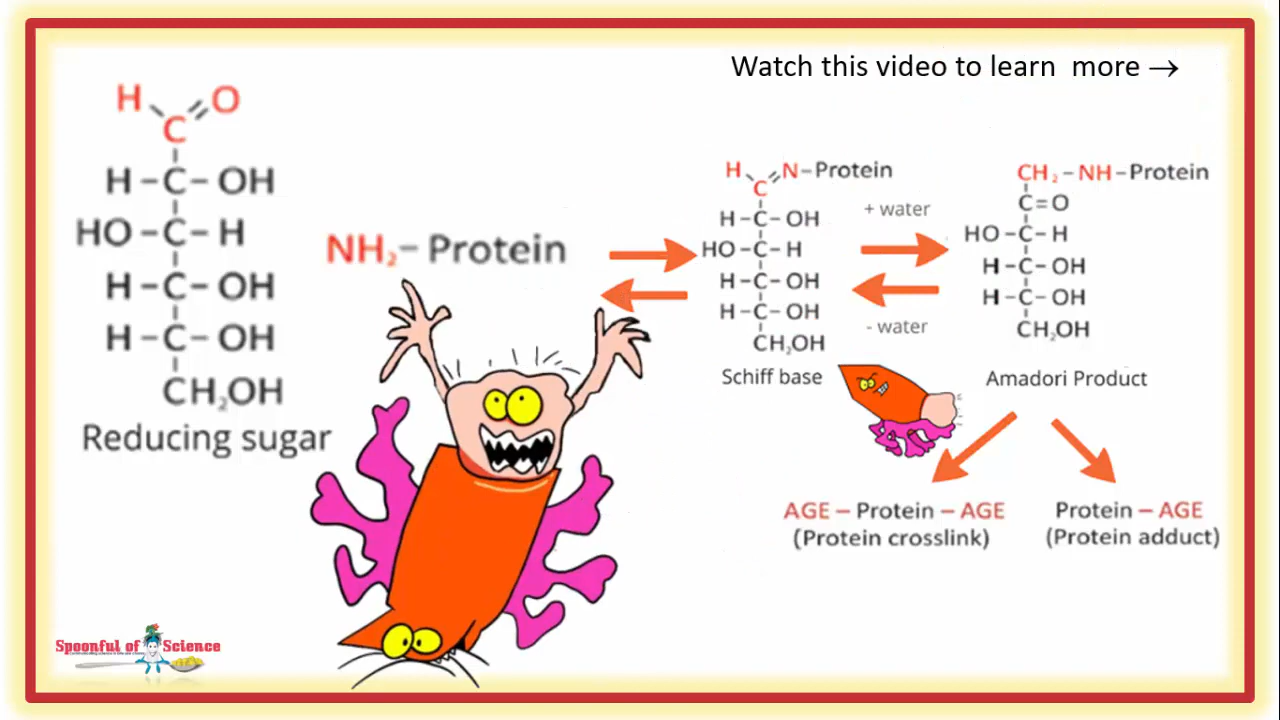 Watch this video to learn more →
H O
C
H – C – OH
HO – C – H
H – C – OH
H – C – OH
CH₂OH
Reducing sugar
NH₂ – Protein
H N – Protein
C
H – C – OH
HO – C – H
H – C – OH
H – C – OH
CH₂OH
Schiff base
+ water
- water
CH₂ – NH – Protein
C = O
HO – C – H
H – C – OH
H – C – OH
CH₂OH
Amadori Product
AGE – Protein – AGE
(Protein crosslink)
Protein – AGE
(Protein adduct)
Spoonful of Science